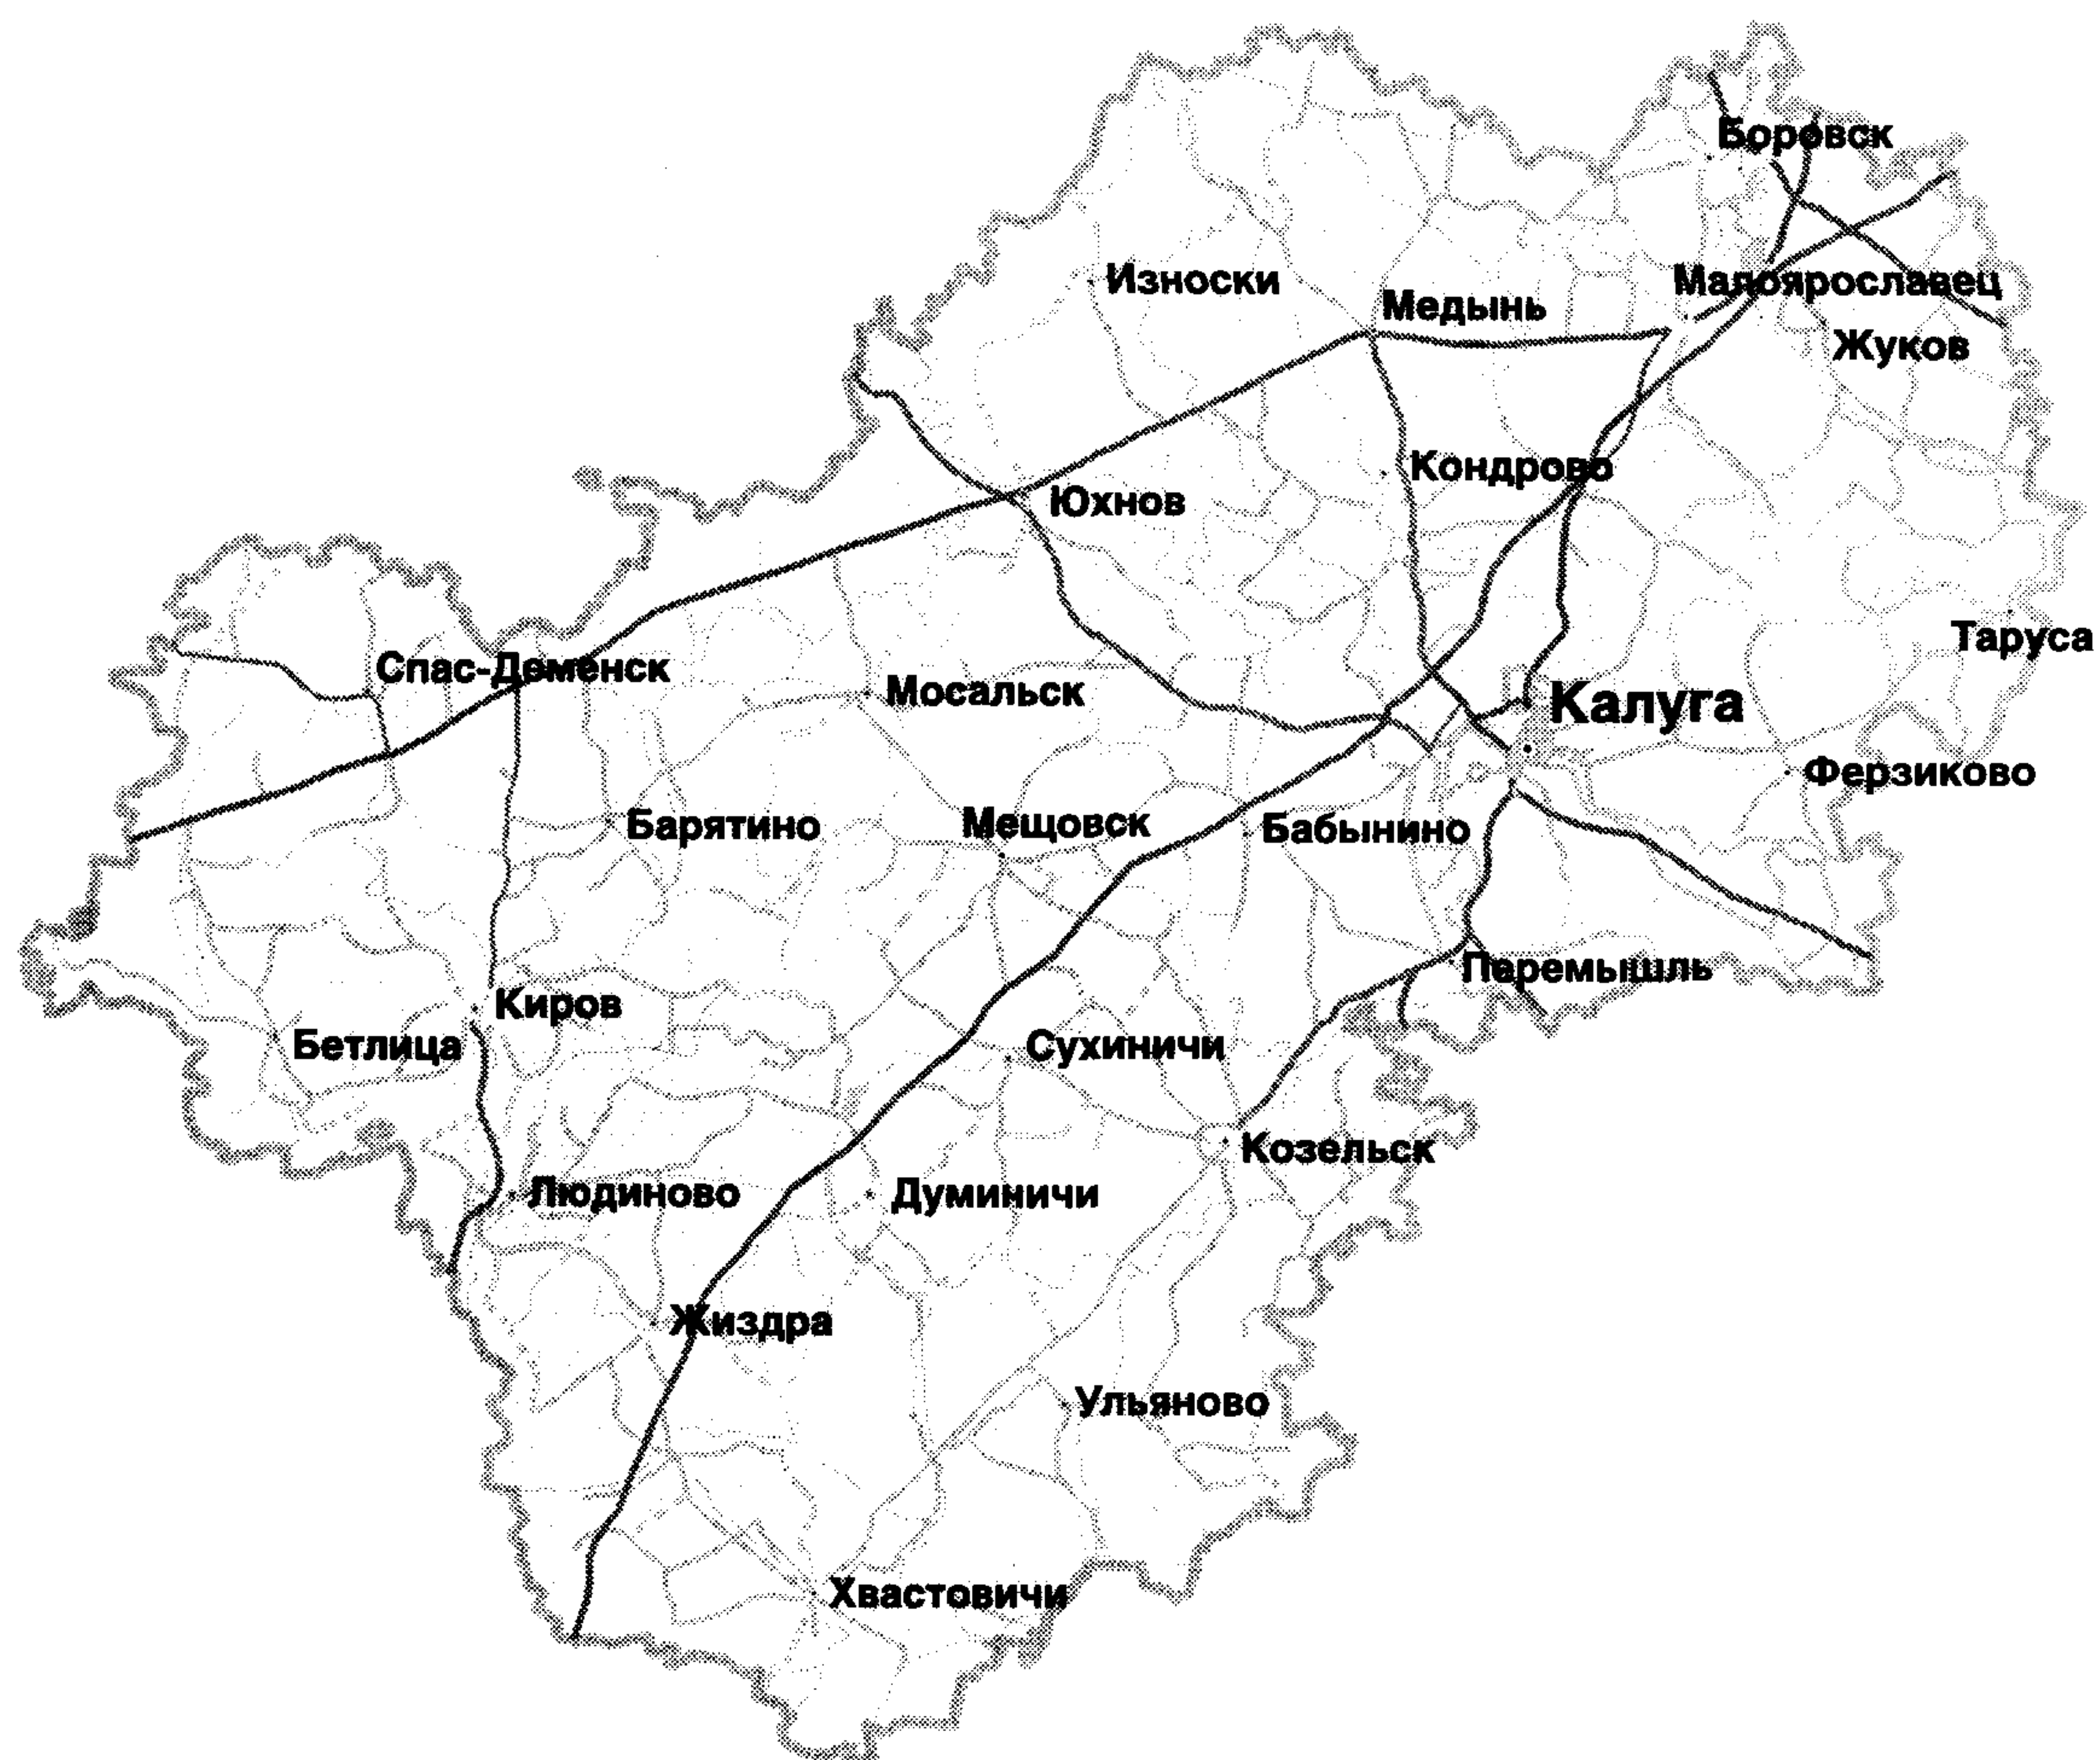 Боровск
Износки
Медынь
Малоярославец
Жуков
Кондрово
Юхнов
Таруса
Спас-Деменск
Мосальск
Калуга
Ферзиково
Барятино
Мещовск
Бабынино
Перемышль
Киров
Бетлица
Сухиничи
Козельск
Людиново
Думиничи
Жиздра
Ульяново
Хвастовичи